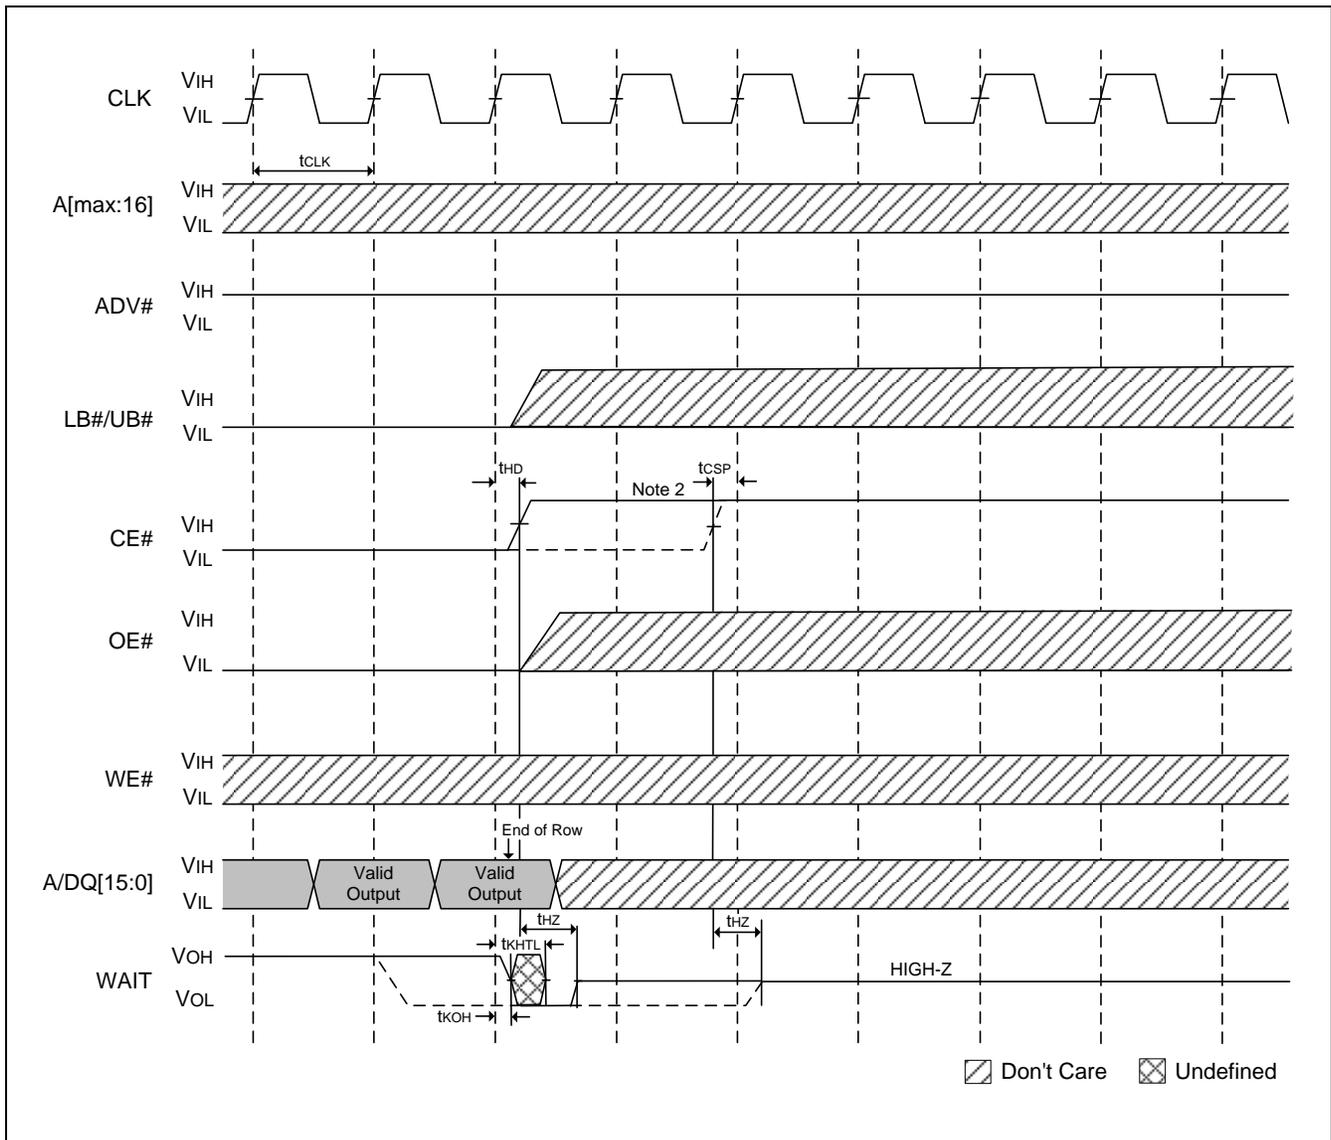 CLK
VIH
VIL
tCLK
A[max:16]
VIH
VIL
ADV#
VIH
VIL
LB#/UB#
VIH
VIL
tHD
tCSP
Note 2
CE#
VIH
VIL
OE#
VIH
VIL
WE#
VIH
VIL
End of Row
A/DQ[15:0]
VIH
VIL
Valid
Output
Valid
Output
tHZ
tHZ
tKHTL
WAIT
VOH
VOL
HIGH-Z
tKOH
Don't Care
Undefined